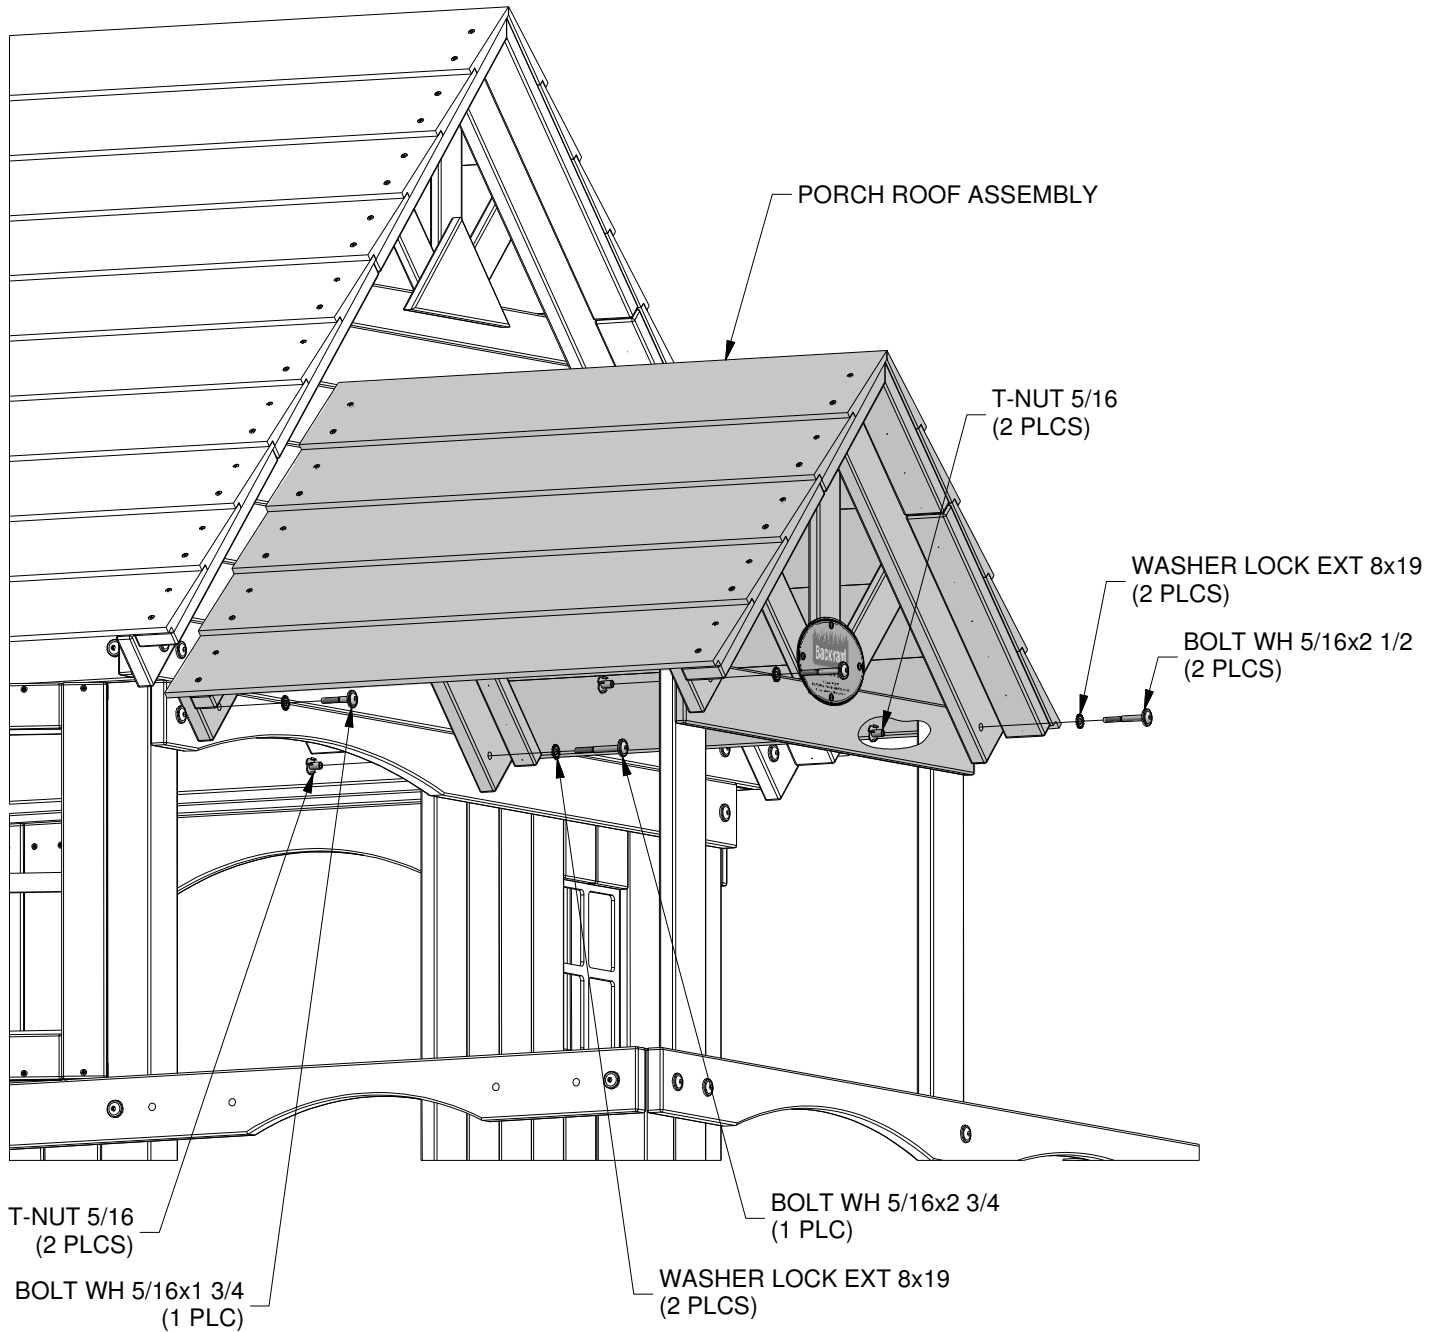 PORCH ROOF ASSEMBLY
T-NUT 5/16
(2 PLCS)
WASHER LOCK EXT 8x19
(2 PLCS)
BOLT WH 5/16x2 1/2
(2 PLCS)
Backyard
T-NUT 5/16
(2 PLCS)
BOLT WH 5/16x1 3/4
(1 PLC)
BOLT WH 5/16x2 3/4
(1 PLC)
WASHER LOCK EXT 8x19
(2 PLCS)